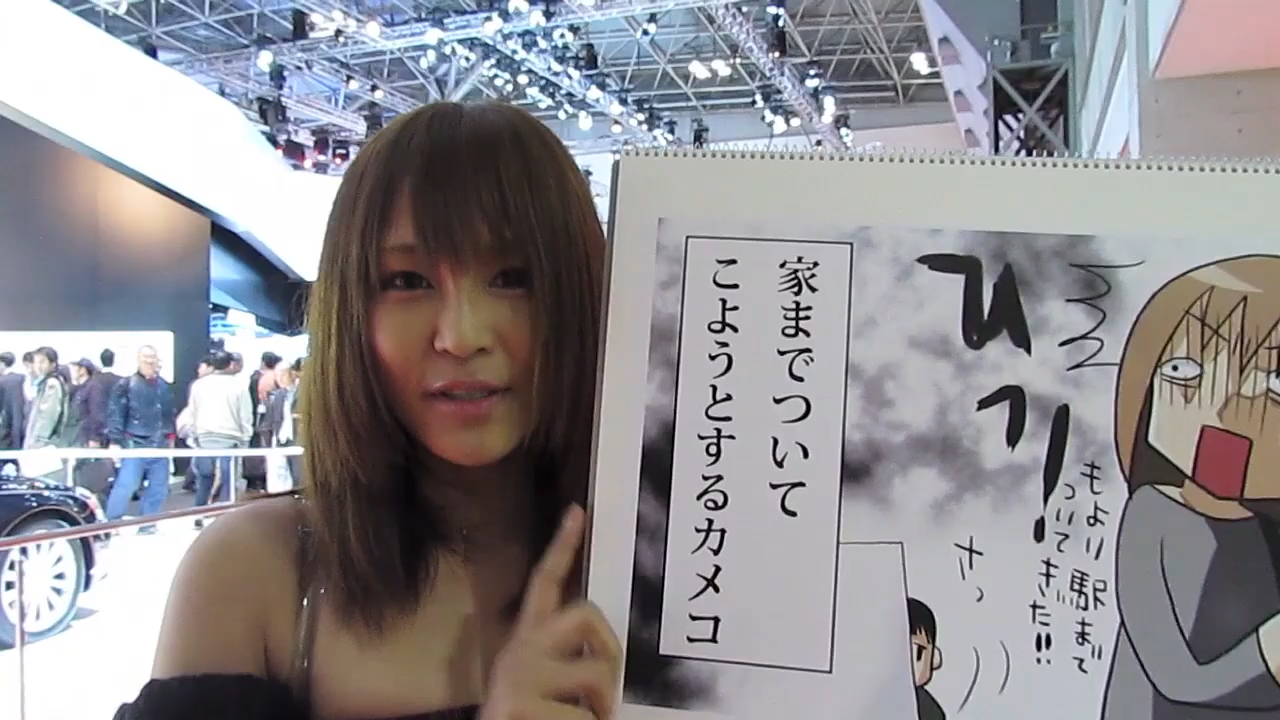 家までついて
こようとするカメコ
ひっ!
もより駅まで
ついてきた!!
さっ